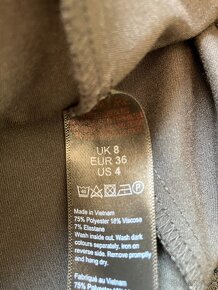 UK 8
EUR 36
US 4
Made in Vietnam
75% Polyester 18% Viscose
7% Elastane
Wash inside out. Wash dark
colours separately. Iron on
reverse. Remove promptly
and hang dry.
Fabriqué au Vietnam
75% Polyester 18%